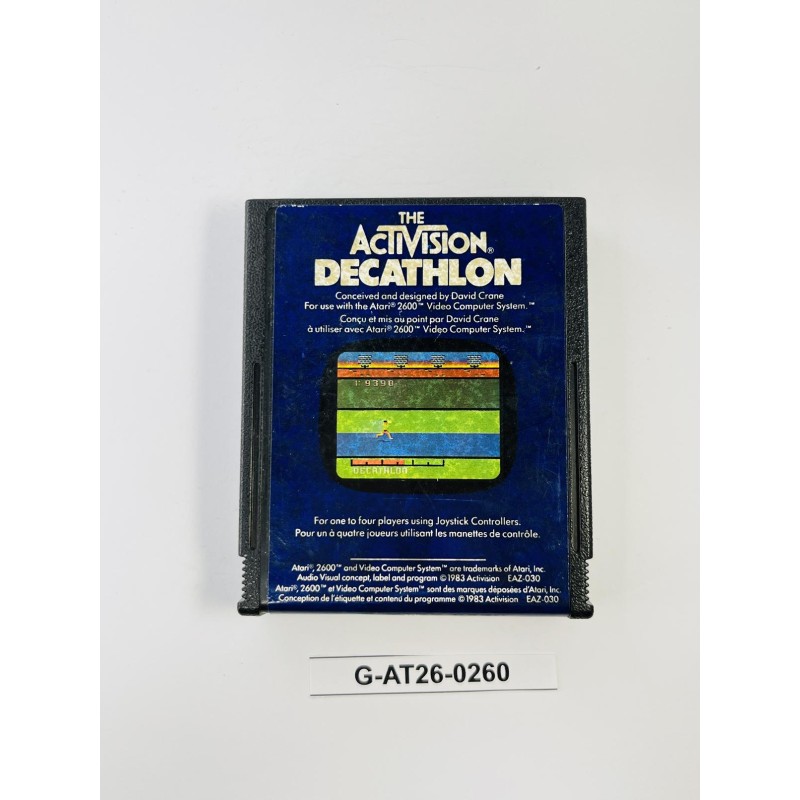 THE
ACTIVISION®
DECATHLON
Conceived and designed by David Crane
For use with the Atari® 2600™ Video Computer System.™
Conçu et mis au point par David Crane
à utiliser avec Atari® 2600™ Video Computer System.™
1: 9390
DECATHLON
For one to four players using Joystick Controllers.
Pour un à quatre joueurs utilisant les manettes de contrôle.
Atari®, 2600™ and Video Computer System™ are trademarks of Atari, Inc.
Audio Visual concept, label and program ©1983 Activision EAZ-030
Atari®, 2600™ et Video Computer System™ sont des marques déposées d'Atari, Inc.
Conception de l'étiquette et contenu du programme ©1983 Activision EAZ-030
G-AT26-0260